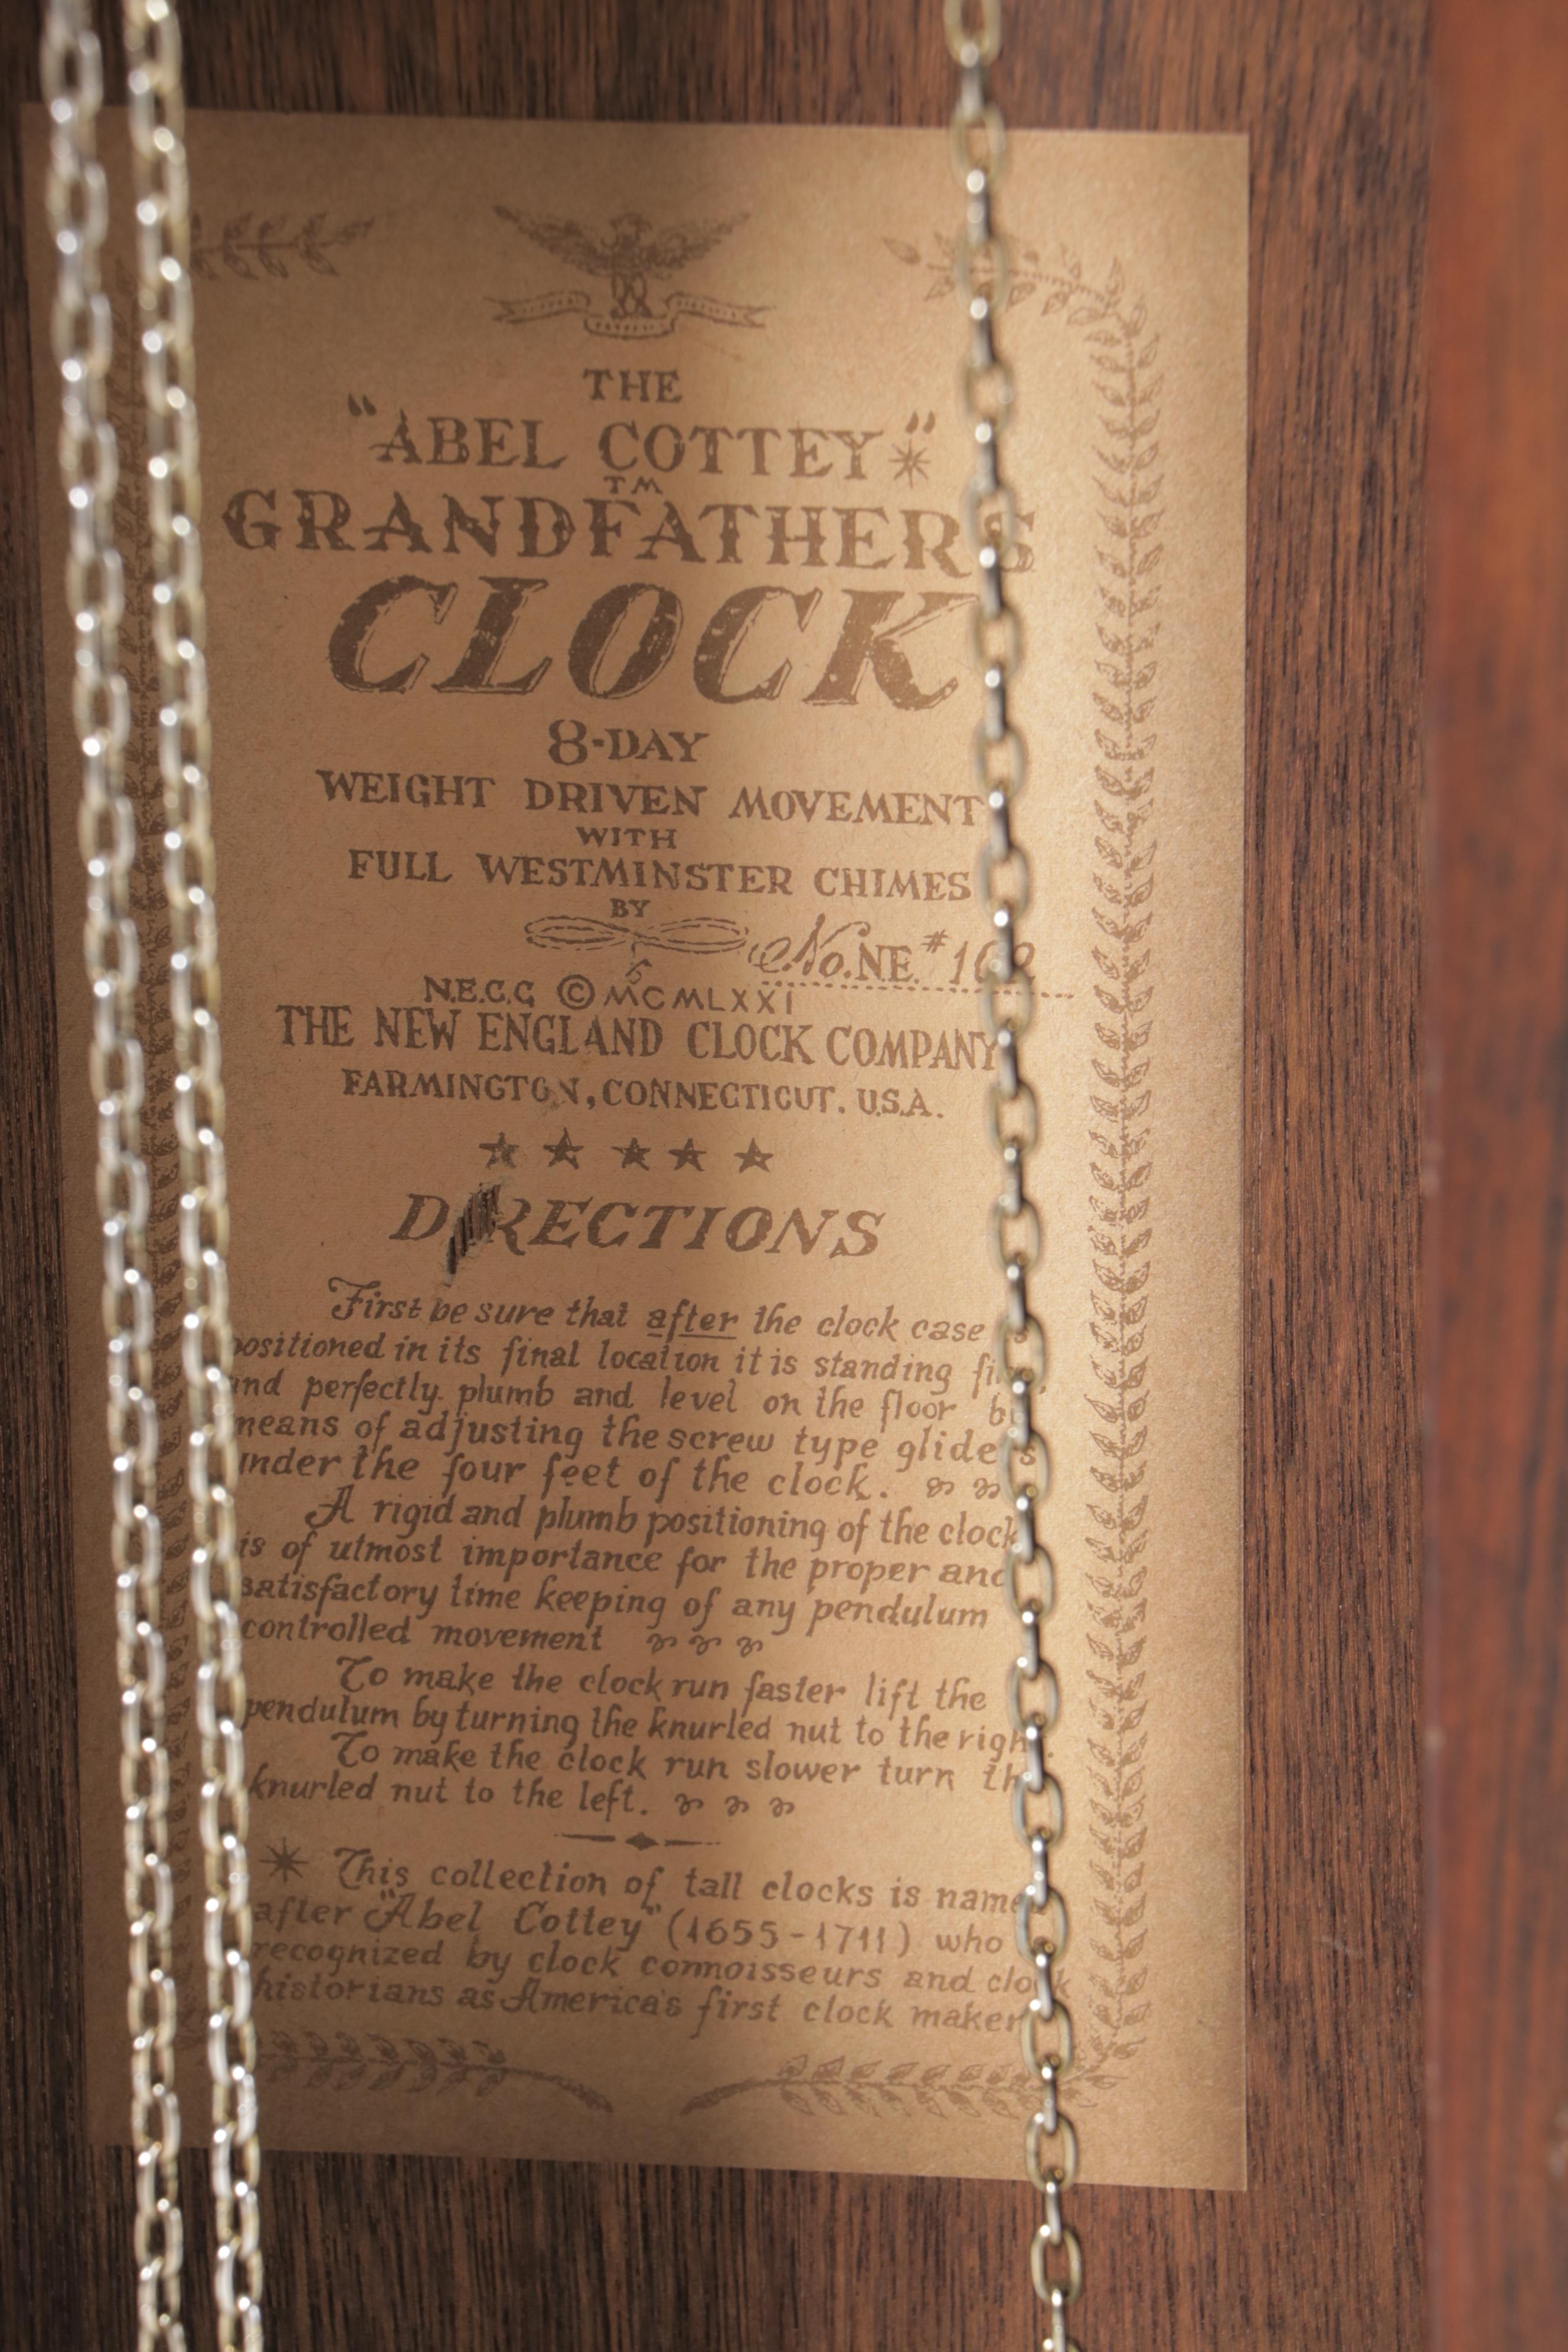 THE
"ABEL COTTEY"*
TM
GRANDFATHERS
CLOCK
8-DAY
WEIGHT DRIVEN MOVEMENT
WITH
FULL WESTMINSTER CHIMES
BY
No. NE. #
N.E.C.C. © MCMLXXI
THE NEW ENGLAND CLOCK COMPANY
FARMINGTON, CONNECTICUT. U.S.A.
DIRECTIONS
First be sure that after the clock case
positioned in its final location it is standing
and perfectly plumb and level on the floor
means of adjusting the screw type glides
under the four feet of the clock.
A rigid and plumb positioning of the clock
is of utmost importance for the proper and
satisfactory time keeping of any pendulum
controlled movement
To make the clock run faster lift the
pendulum by turning the knurled nut to the right.
To make the clock run slower turn th
knurled nut to the left.
* This collection of tall clocks is name
after "Abel Cottey" (1655-1711) who
recognized by clock connoisseurs and clock
historians as America's first clock maker